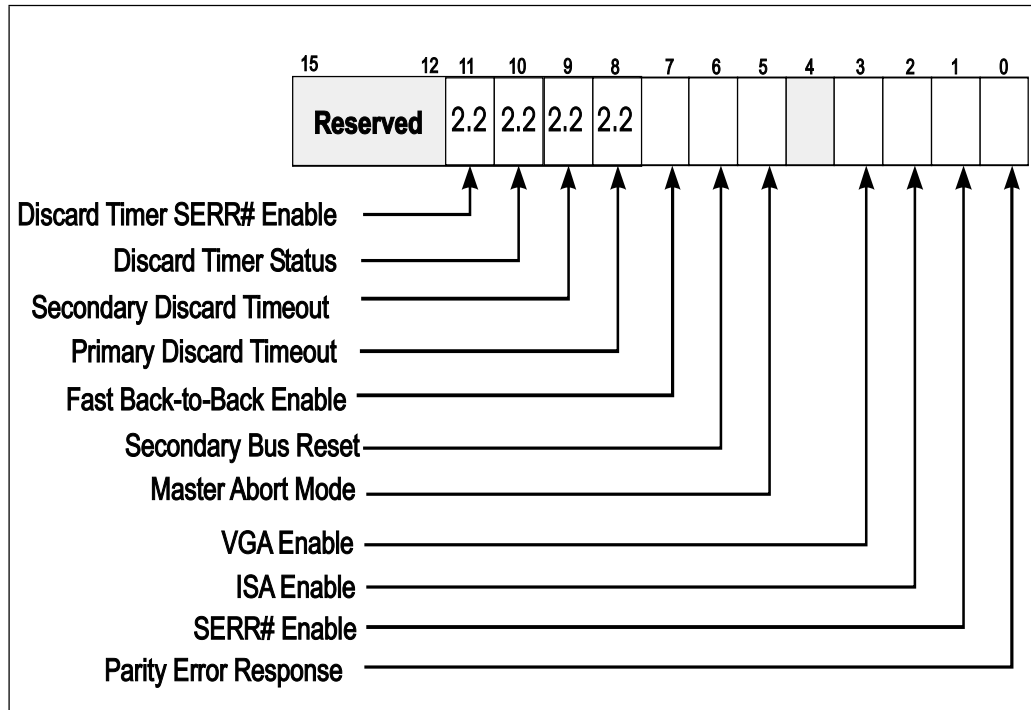 15 12 11 10 9 8 7 6 5 4 3 2 1 0
Reserved 2.2 2.2 2.2 2.2
Discard Timer SERR# Enable
Discard Timer Status
Secondary Discard Timeout
Primary Discard Timeout
Fast Back-to-Back Enable
Secondary Bus Reset
Master Abort Mode
VGA Enable
ISA Enable
SERR# Enable
Parity Error Response